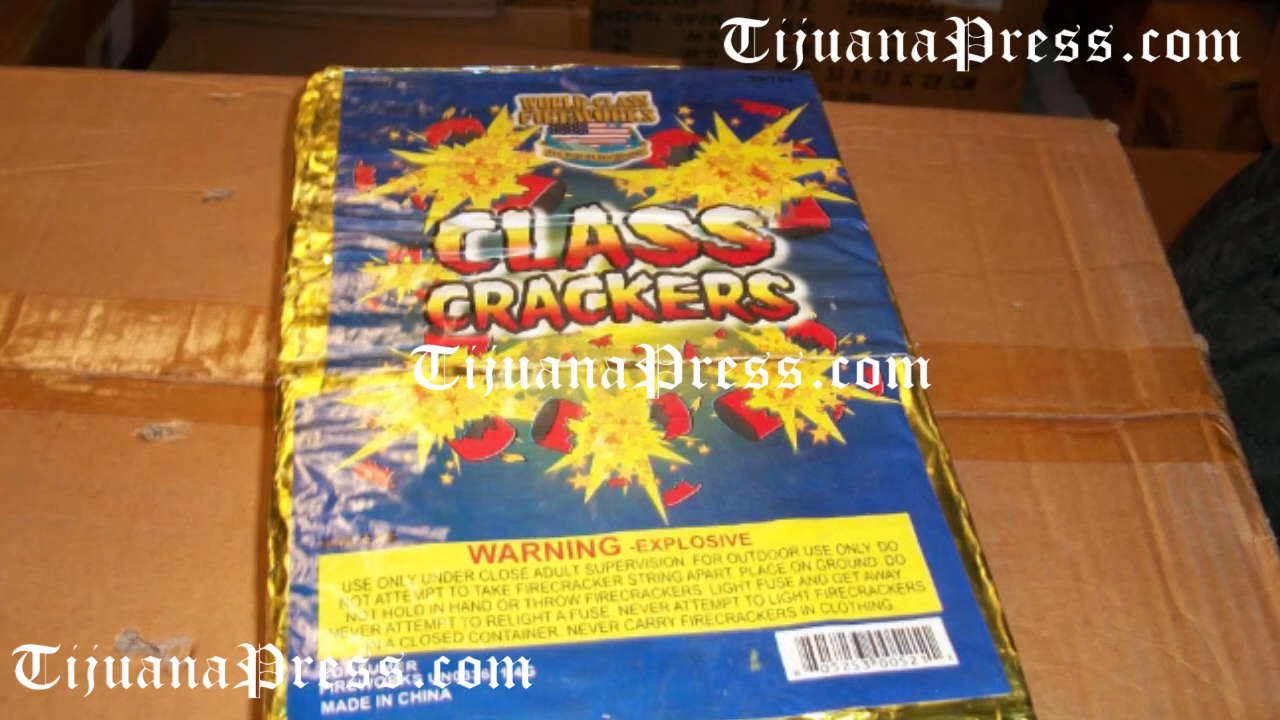 TijuanaPress.com
WORLD-CLASS
FIREWORKS
CLASS
CRACKERS
TijuanaPress.com
WARNING -EXPLOSIVE
USE ONLY UNDER CLOSE ADULT SUPERVISION. FOR OUTDOOR USE ONLY. DO
NOT ATTEMPT TO TAKE FIRECRACKER STRING APART. PLACE ON GROUND. DO
NOT HOLD IN HAND OR THROW FIRECRACKERS. LIGHT FUSE AND GET AWAY.
NEVER ATTEMPT TO RELIGHT A FUSE. NEVER ATTEMPT TO LIGHT FIRECRACKERS
IN A CLOSED CONTAINER. NEVER CARRY FIRECRACKERS IN CLOTHING.
TijuanaPress.com
FIREWORKS
MADE IN CHINA